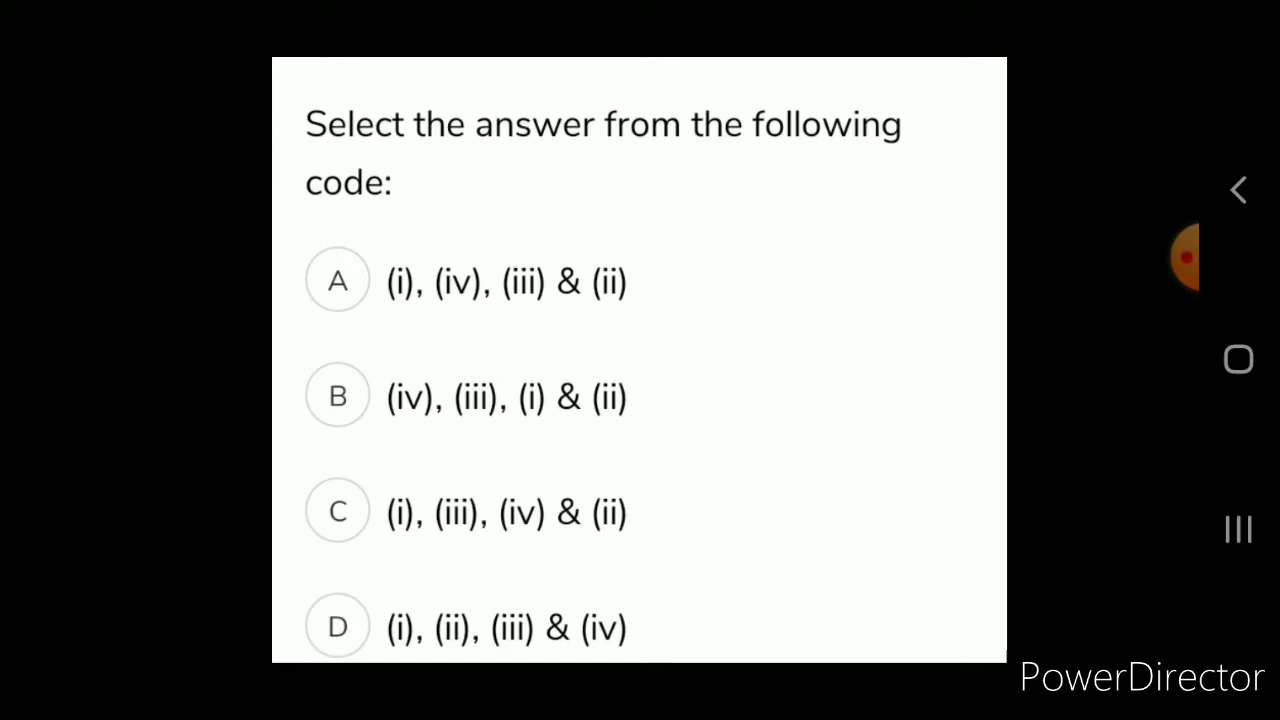 Select the answer from the following
code:
A (i), (iv), (iii) & (ii)
B (iv), (iii), (i) & (ii)
C (i), (iii), (iv) & (ii)
D (i), (ii), (iii) & (iv)
PowerDirector